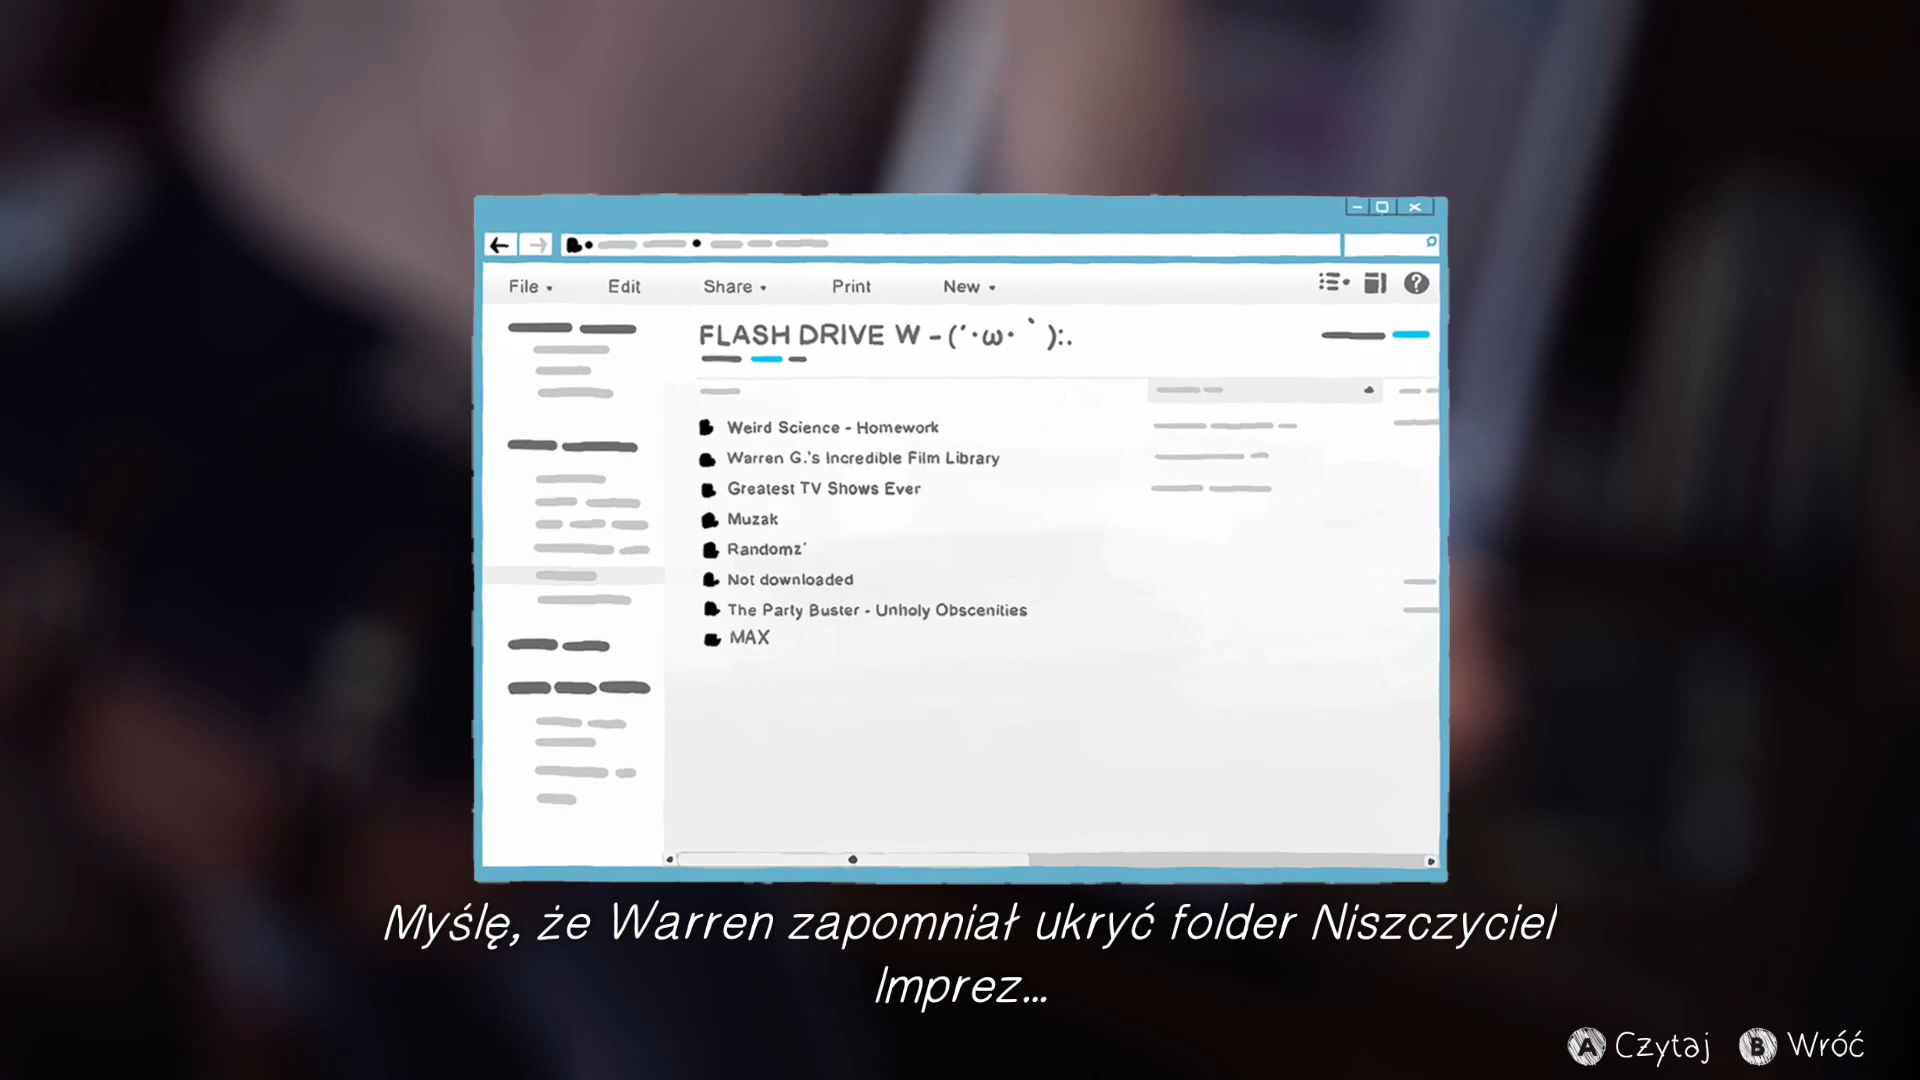 File
Edit
Share
Print
New
FLASH DRIVE W - (´･ω･｀):.
Weird Science - Homework
Warren G.'s Incredible Film Library
Greatest TV Shows Ever
Muzak
Randomz'
Not downloaded
The Party Buster - Unholy Obscenities
MAX
Myślę, że Warren zapomniał ukryć folder Niszczyciel
Imprez...
A Czytaj B Wróć